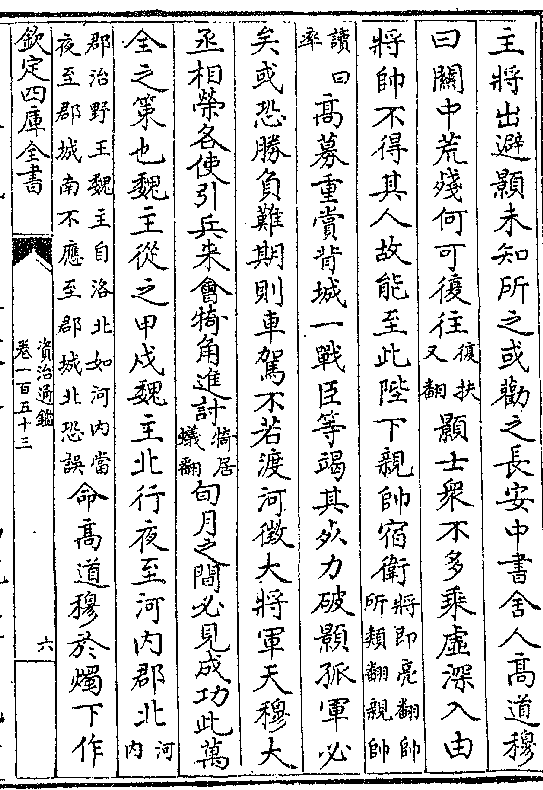 主將出避顥未知所之或勸之長安中書舍人髙道穆
曰關中荒殘何可復往復扶又翻顥士衆不多乘虛深入由
將帥不得其人故能至此陛下親帥宿衛將即亮翻帥所類翻親帥
讀曰率髙募重賞背城一戰臣等竭其死力破顥孤軍必
矣或恐勝負難期則車駕不若渡河徵大將軍天穆大
丞相榮各使引兵来會犄角進討犄居蟻翻旬月之間必見成功此萬
全之策也魏主從之甲戍魏主北行夜至河内郡北河内
郡治野王魏主自洛北如河内當夜至郡城南不應至郡城北恐誤命髙道穆於燭下作
欽定四庫全書
資治通鑑
卷一百五十三
六